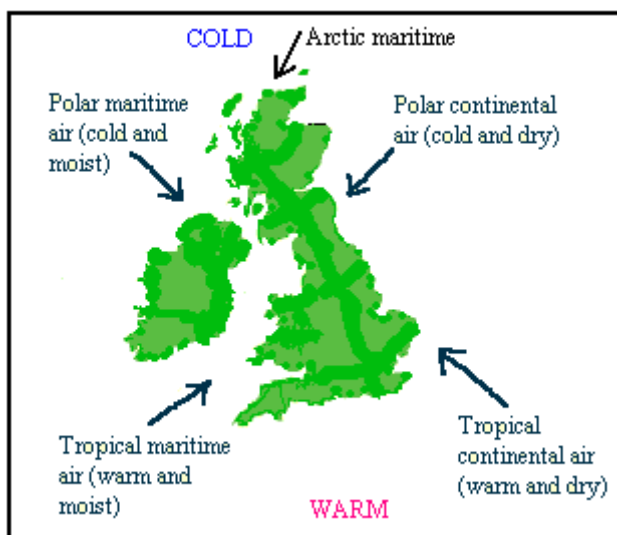 COLD
Arctic maritime
Polar maritime
air (cold and
moist)
Polar continental
air (cold and dry)
Tropical maritime
air (warm and
moist)
Tropical
continental air
(warm and dry)
WARM